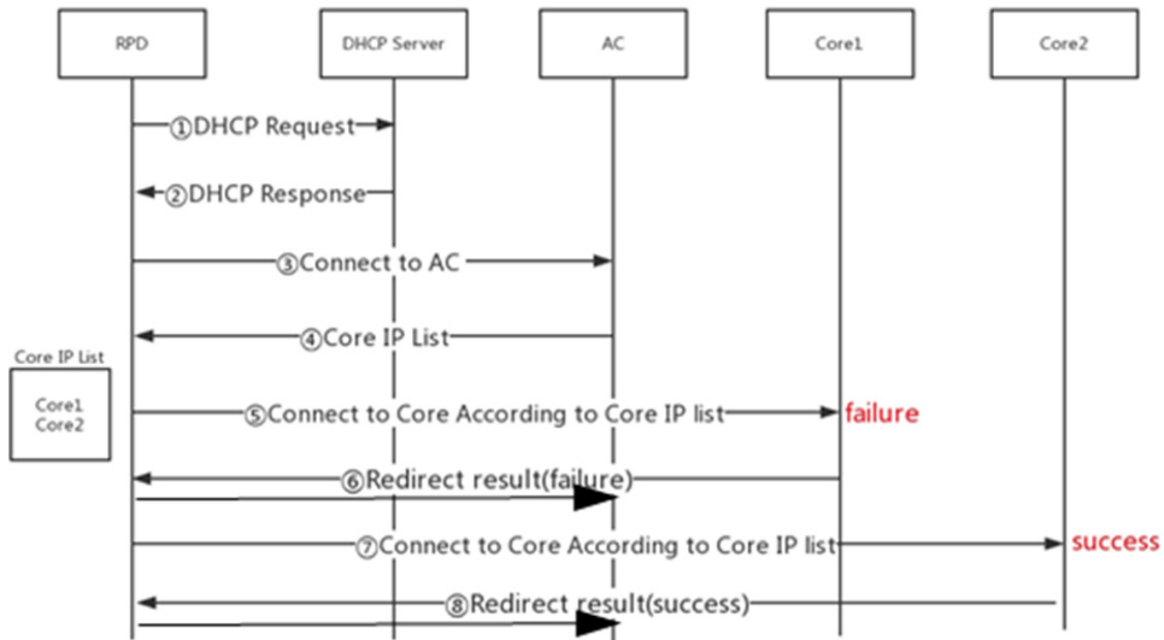 RPD
DHCP Server
AC
Core1
Core2
①DHCP Request
②DHCP Response
③Connect to AC
④Core IP List
Core IP List
Core1
Core2
⑤Connect to Core According to Core IP list
failure
⑥Redirect result(failure)
⑦Connect to Core According to Core IP list
success
⑧Redirect result(success)